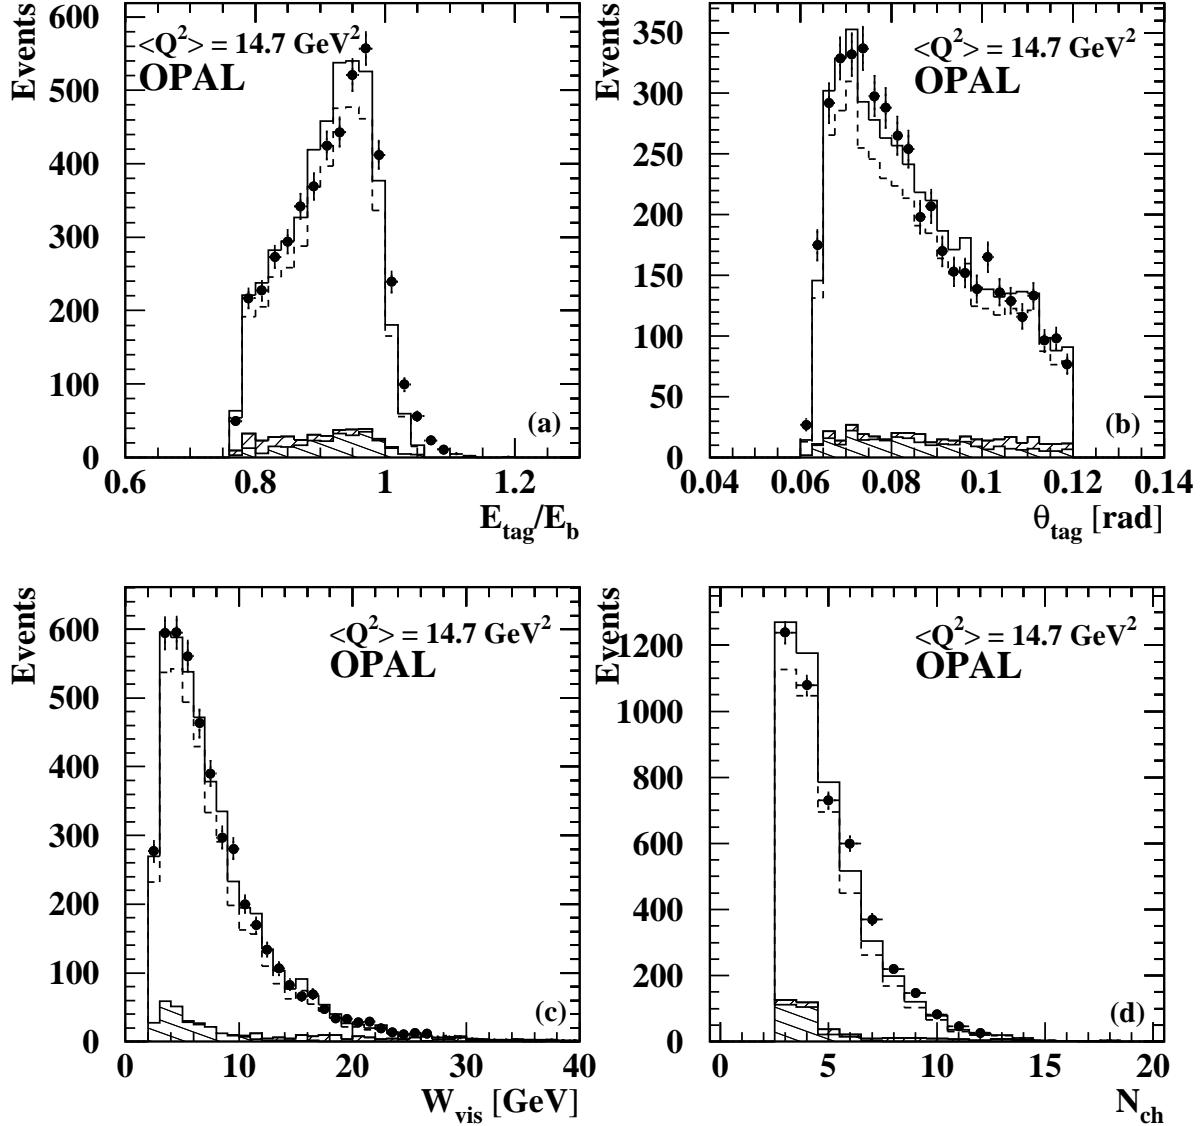 Events
600
500
400
300
200
100
0
<Q²> = 14.7 GeV²
OPAL
(a)
0.6 0.8 1 1.2
E_tag/E_b
Events
350
300
250
200
150
100
50
0
<Q²> = 14.7 GeV²
OPAL
(b)
0.04 0.06 0.08 0.1 0.12 0.14
θ_tag [rad]
Events
600
500
400
300
200
100
0
<Q²> = 14.7 GeV²
OPAL
(c)
0 10 20 30 40
W_vis [GeV]
Events
1200
1000
800
600
400
200
0
<Q²> = 14.7 GeV²
OPAL
(d)
0 5 10 15 20
N_ch